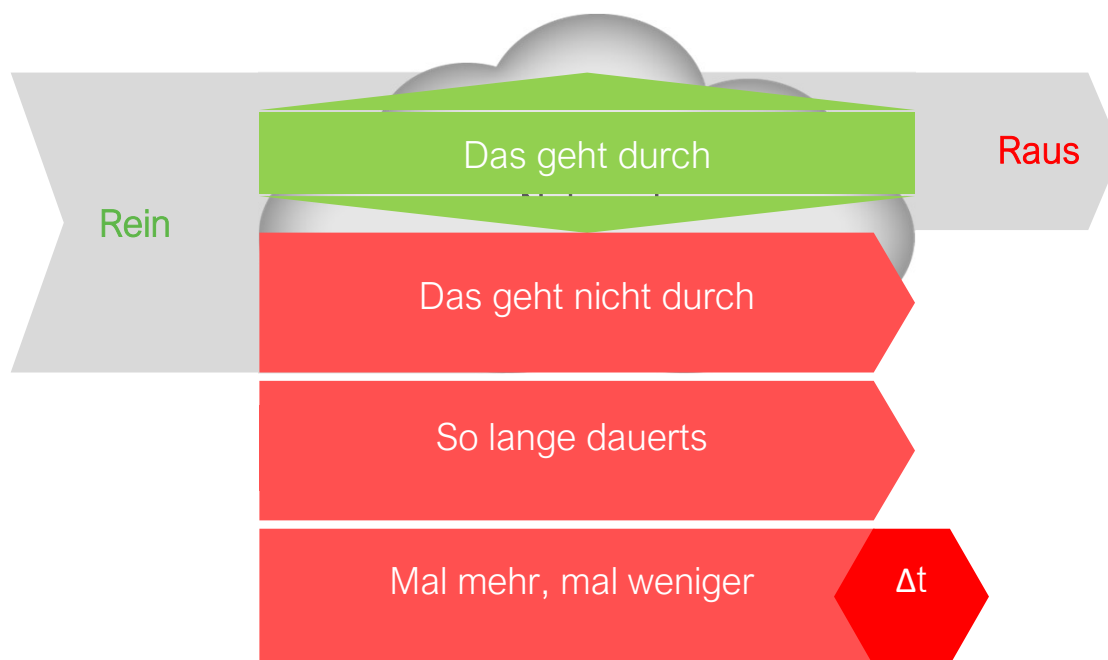 Das geht durch
Raus
Rein
Das geht nicht durch
So lange dauerts
Mal mehr, mal weniger
Δt